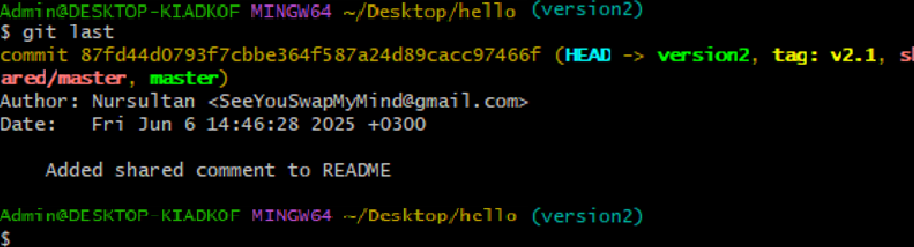 Admin@DESKTOP-KIADKOF MINGW64 ~/Desktop/hello (version2)
$ git last
commit 87fd44d0793f7cbbe364f587a24d89cacc97466f (HEAD -> version2, tag: v2.1, sh
ared/master, master)
Author: Nursultan <SeeYouSwapMyMind@gmail.com>
Date:   Fri Jun 6 14:46:28 2025 +0300
    Added shared comment to README
Admin@DESKTOP-KIADKOF MINGW64 ~/Desktop/hello (version2)
$